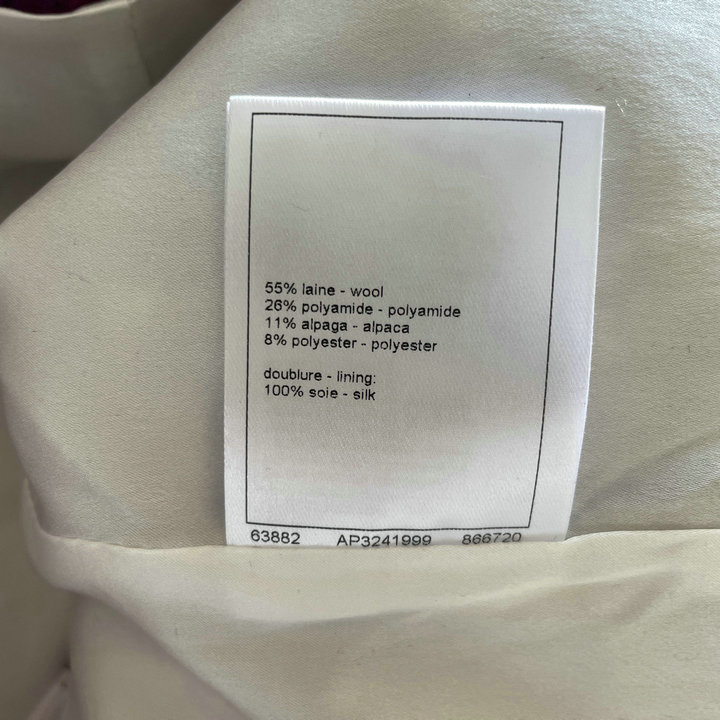 55% laine - wool
26% polyamide - polyamide
11% alpaga - alpaca
8% polyester - polyester
doublure - lining:
100% soie - silk
63882 AP3241999 866720